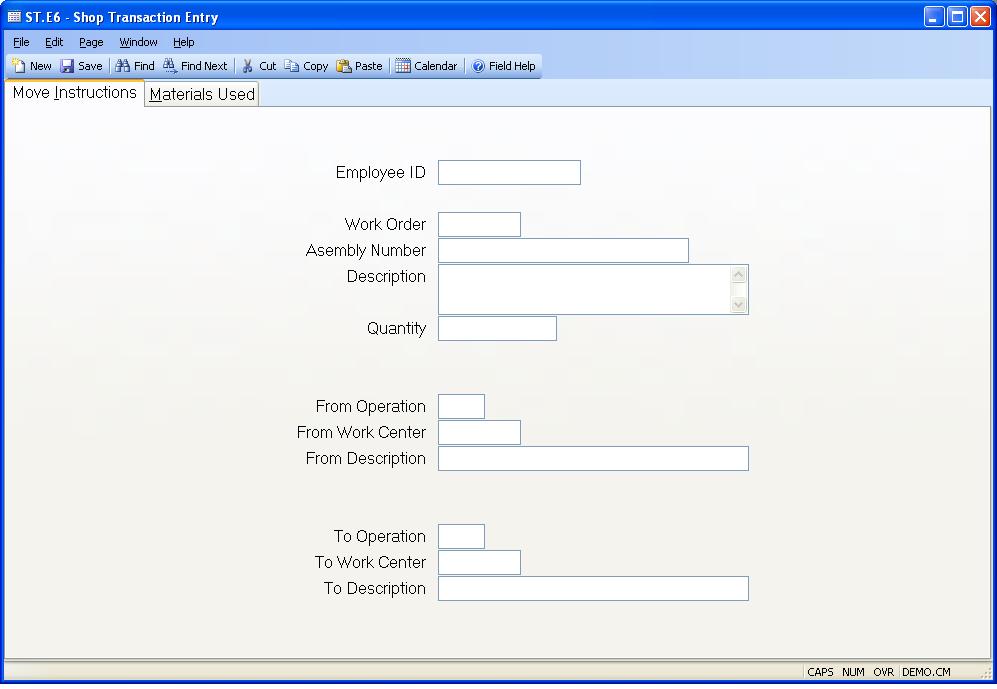 ST.E6 - Shop Transaction Entry
File Edit Page Window Help
New Save Find Find Next Cut Copy Paste Calendar Field Help
Move Instructions Materials Used
Employee ID
Work Order
Asembly Number
Description
Quantity
From Operation
From Work Center
From Description
To Operation
To Work Center
To Description
CAPS NUM OVR DEMO.CM